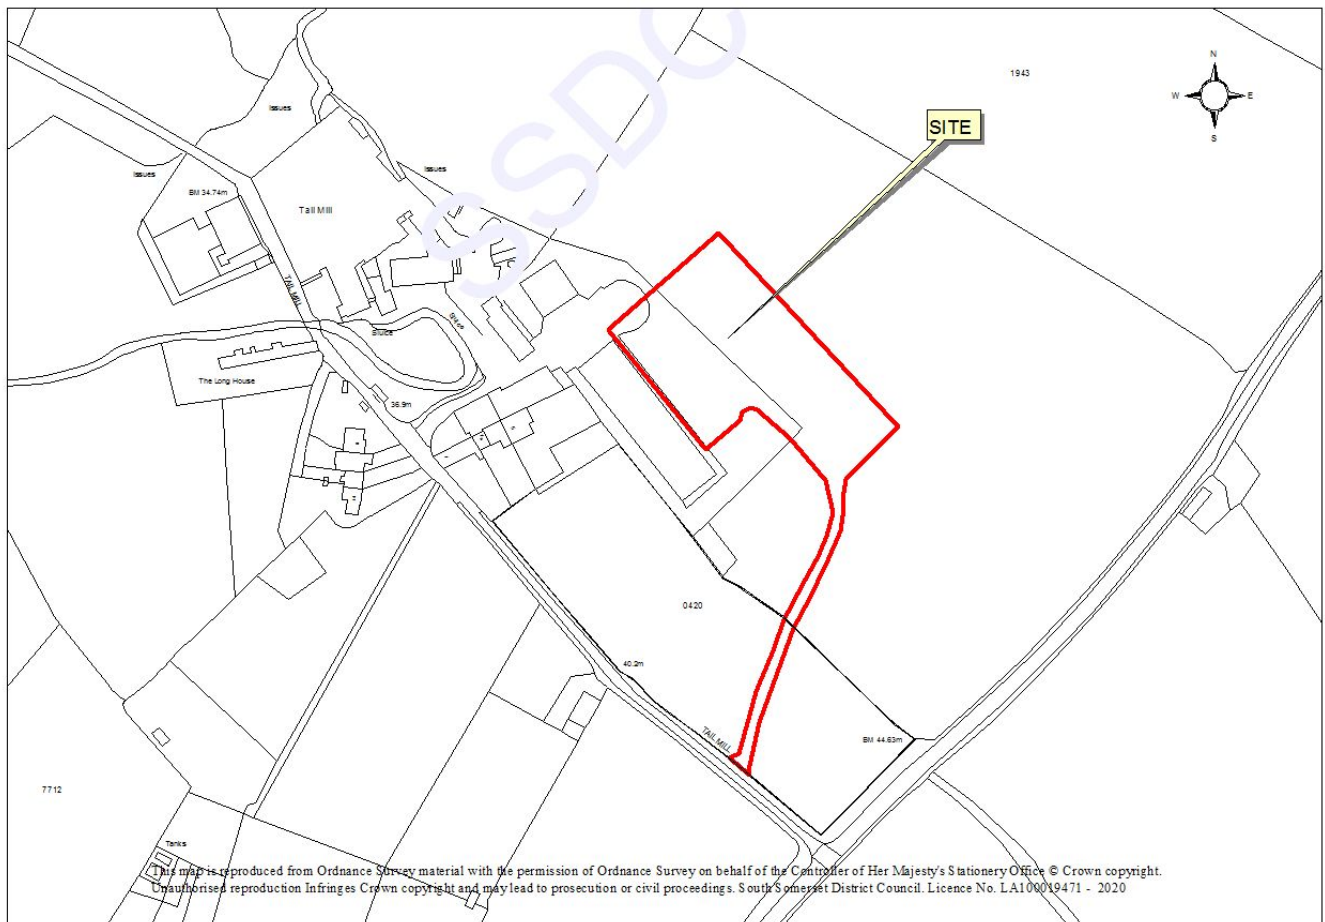 SSDC
1943
N
W E
S
SITE
Issues
Issues
Issues
BM 34.74m
Tail Mill
TAIL MILL
Sluice
Sluice
The Long House
36.9m
0420
40.2m
TAIL MILL
BM 44.63m
7712
Tanks
This map is reproduced from Ordnance Survey material with the permission of Ordnance Survey on behalf of the Controller of Her Majesty's Stationery Office © Crown copyright.
Unauthorised reproduction Infringes Crown copyright and may lead to prosecution or civil proceedings. South Somerset District Council. Licence No. LA100019471 - 2020